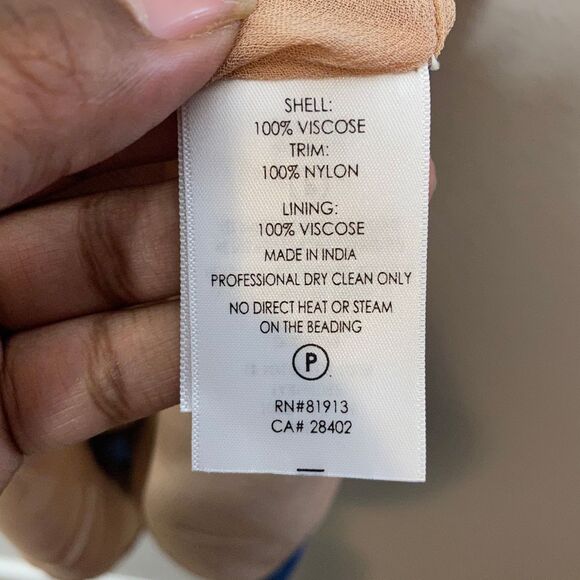 SHELL:
100% VISCOSE
TRIM:
100% NYLON
LINING:
100% VISCOSE
MADE IN INDIA
PROFESSIONAL DRY CLEAN ONLY
NO DIRECT HEAT OR STEAM
ON THE BEADING
P
RN#81913
CA# 28402